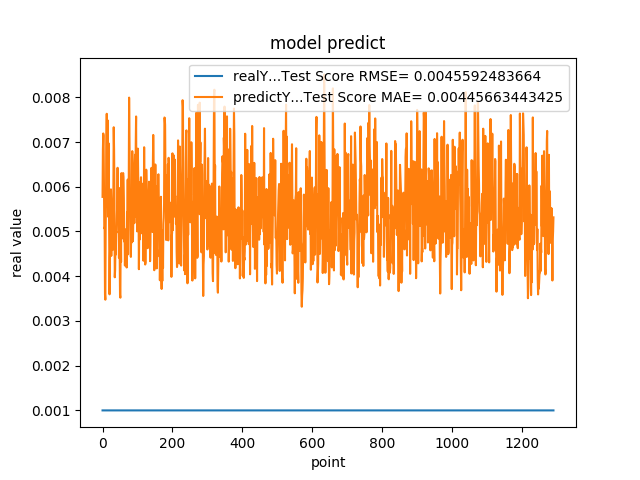 model predict
realY...Test Score RMSE= 0.0045592483664
predictY...Test Score MAE= 0.00445663443425
0.008
0.007
0.006
0.005
0.004
0.003
0.002
0.001
real value
0 200 400 600 800 1000 1200
point